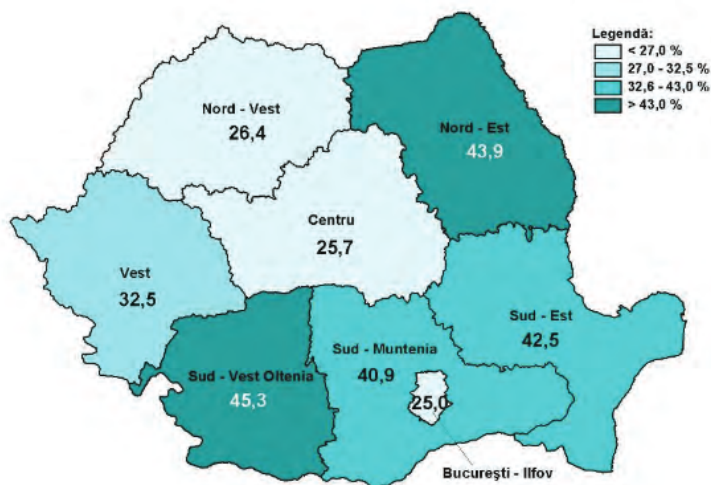 Legendă:
< 27,0 %
27,0 - 32,5 %
32,6 - 43,0 %
> 43,0 %
Nord - Vest
26,4
Nord - Est
43,9
Centru
25,7
Vest
32,5
Sud - Est
42,5
Sud - Muntenia
40,9
Sud - Vest Oltenia
45,3
25,0
Bucureşti - Ilfov